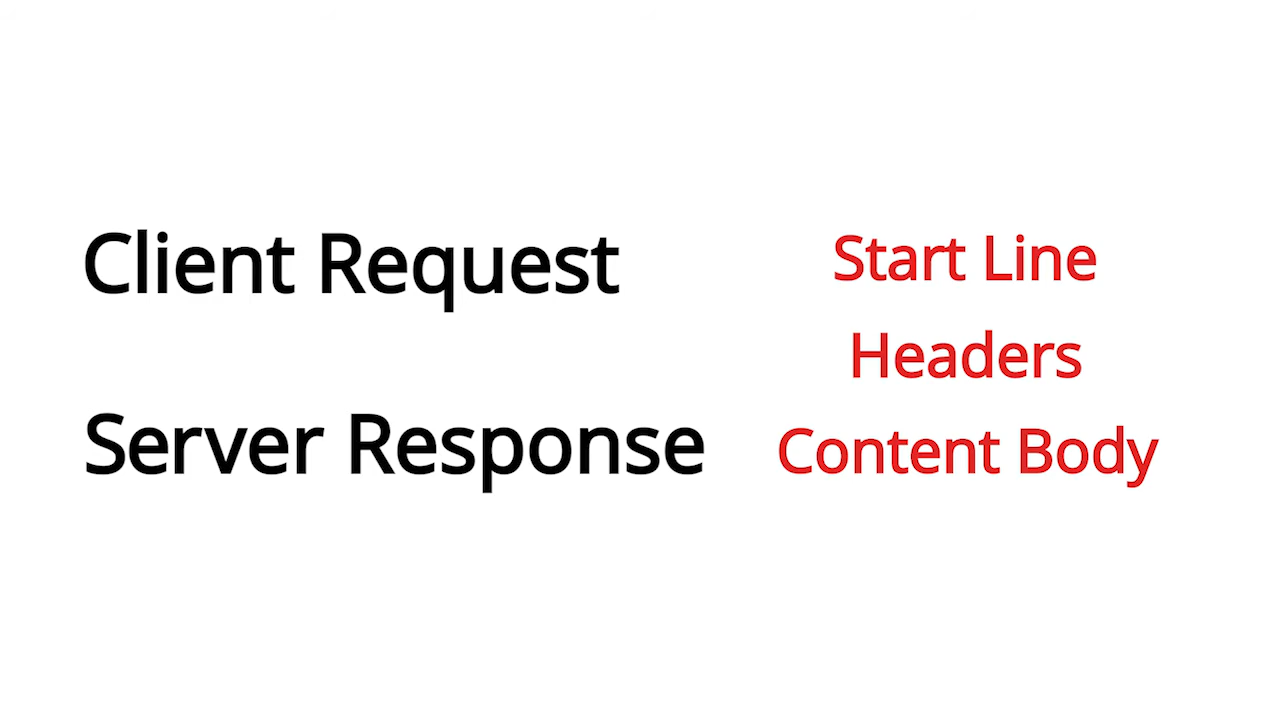 Client Request
Server Response
Start Line
Headers
Content Body